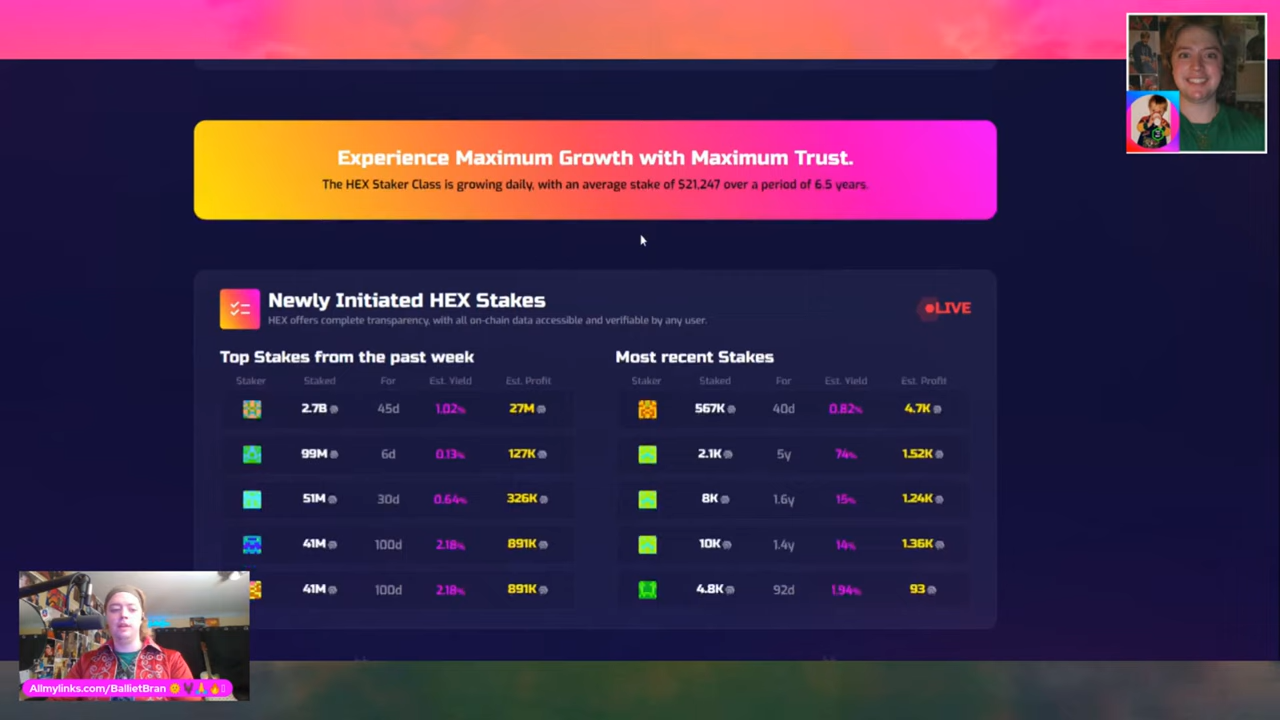 Experience Maximum Growth with Maximum Trust.
The HEX Staker Class is growing daily, with an average stake of $21,247 over a period of 6.5 years.
Newly Initiated HEX Stakes
LIVE
HEX offers complete transparency, with all on-chain data accessible and verifiable by any user.
Top Stakes from the past week
Staker Staked For Est. Yield Est. Profit
2.7B 45d 1.02% 27M
99M 6d 0.13% 127K
51M 30d 0.64% 326K
41M 100d 2.18% 891K
41M 100d 2.18% 891K
Most recent Stakes
Staker Staked For Est. Yield Est. Profit
567K 40d 0.82% 4.7K
2.1K 5y 74% 1.52K
8K 1.6y 15% 1.24K
10K 1.4y 14% 1.36K
4.8K 92d 1.94% 93
Allmylinks.com/BallietBran